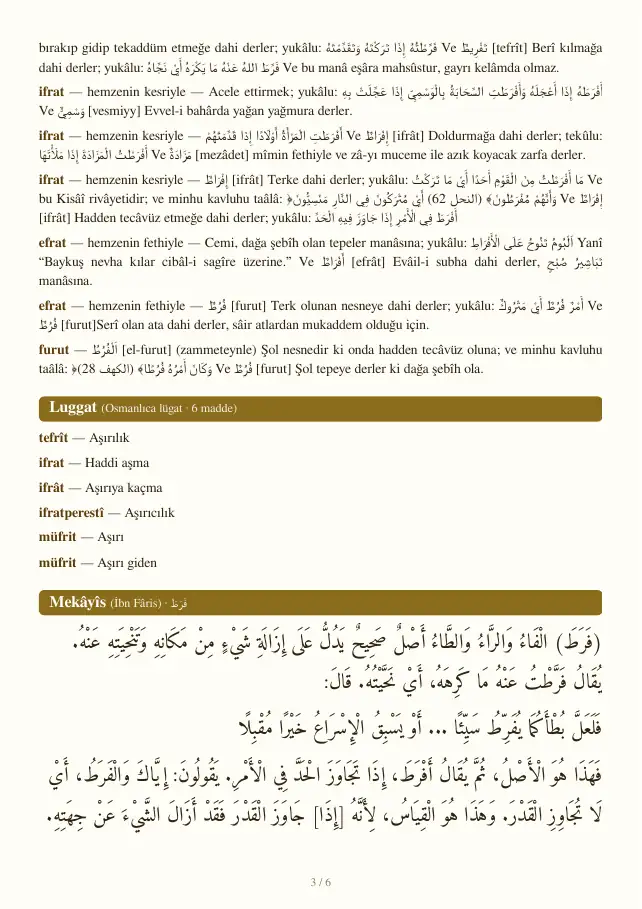 bırakıp gidip tekaddüm etmeğe dahi derler; yukâlu: فَرَّطْتُهُ إِذَا تَرَكْتَهُ وَتَقَدَّمْتَهُ Ve تَفْرِيطٌ [tefrît] Berî kılmağa
dahi derler; yukâlu: فَرَّطَ اللهُ عَنْهُ مَا يَكْرَهُ أَيْ نَجَّاهُ Ve bu manâ eşâra mahsûstur, gayrı kelâmda olmaz.
ifrat — hemzenin kesriyle — Acele ettirmek; yukâlu: أَفْرَطَهُ إِذَا أَعْجَلَهُ وَأَفْرَطَتِ السَّحَابَةُ بِالْوَسْمِيِّ إِذَا عَجِلَتْ بِهِ
Ve وَسْمِيٌّ [vesmiyy] Evvel-i bahârda yağan yağmura derler.
ifrat — hemzenin kesriyle — أَفْرَطَتِ الْمَرْأَةُ أَوْلَادًا إِذَا قَدَّمَتْهُمْ Ve إِفْرَاطٌ [ifrât] Doldurmağa dahi derler; tekûlu:
أَفْرَطْتُ الْمَزَادَةَ إِذَا مَلَأْتَهَا Ve مَزَادَةٌ [mezâdet] mîmin fethiyle ve zâ-yı muceme ile azık koyacak zarfa derler.
ifrat — hemzenin kesriyle — إِفْرَاطٌ [ifrât] Terke dahi derler; yukâlu: مَا أَفْرَطْتُ مِنَ الْقَوْمِ أَحَدًا أَيْ مَا تَرَكْتُ Ve
bu Kisâî rivâyetidir; ve minhu kavluhu taâlâ: ﴿وَأَنَّهُمْ مُفْرَطُونَ﴾ (النحل 62) أَيْ مُتْرَكُونَ فِي النَّارِ مَنْسِيُّونَ Ve إِفْرَاطٌ
[ifrât] Hadden tecâvüz etmeğe dahi derler; yukâlu: أَفْرَطَ فِي الْأَمْرِ إِذَا جَاوَزَ فِيهِ الْحَدَّ
efrat — hemzenin fethiyle — Cemi, dağa şebîh olan tepeler manâsına; yukâlu: اَلْبُومُ تَنُوحُ عَلَى الْأَفْرَاطِ Yanî
“Baykuş nevha kılar cibâl-i sagîre üzerine.” Ve أَفْرَاطٌ [efrât] Evâil-i subha dahi derler, تَبَاشِيرُ صُبْحٍ
manâsına.
efrat — hemzenin fethiyle — فُرُطٌ [furut] Terk olunan nesneye dahi derler; yukâlu: أَمْرٌ فُرُطٌ أَيْ مَتْرُوكٌ Ve
فُرُطٌ [furut]Serî olan ata dahi derler, sâir atlardan mukaddem olduğu için.
furut — اَلْفُرُطُ [el-furut] (zammeteynle) Şol nesnedir ki onda hadden tecâvüz oluna; ve minhu kavluhu
taâlâ: ﴿وَكَانَ أَمْرُهُ فُرُطًا﴾ (الكهف 28) Ve فُرُطٌ [furut] Şol tepeye derler ki dağa şebîh ola.
Luggat (Osmanlıca lügat · 6 madde)
tefrît — Aşırılık
ifrat — Haddi aşma
ifrât — Aşırıya kaçma
ifratperestî — Aşırıcılık
müfrit — Aşırı
müfrit — Aşırı giden
Mekâyîs (İbn Fâris) · فَرَطَ
(فَرَطَ) الْفَاءُ وَالرَّاءُ وَالطَّاءُ أَصْلٌ صَحِيحٌ يَدُلُّ عَلَى إِزَالَةِ شَيْءٍ مِنْ مَكَانِهِ وَتَنْحِيَتِهِ عَنْهُ.
يُقَالُ فَرَّطْتُ عَنْهُ مَا كَرِهَهُ، أَيْ نَحَّيْتُهُ. قَالَ:
فَلَعَلَّ بُطْأَكُمَا يُفَرِّطُ سَيِّئًا ... أَوْ يَسْبِقُ الْإِسْرَاعُ خَيْرًا مُقْبِلًا
فَهَذَا هُوَ الْأَصْلُ، ثُمَّ يُقَالُ أَفْرَطَ، إِذَا تَجَاوَزَ الْحَدَّ فِي الْأَمْرِ. يَقُولُونَ: إِيَّاكَ وَالْفَرَطُ، أَيْ
لَا تُجَاوِزِ الْقَدْرَ. وَهَذَا هُوَ الْقِيَاسُ، لِأَنَّهُ [إِذَا] جَاوَزَ الْقَدْرَ فَقَدْ أَزَالَ الشَّيْءَ عَنْ جِهَتِهِ.
3 / 6